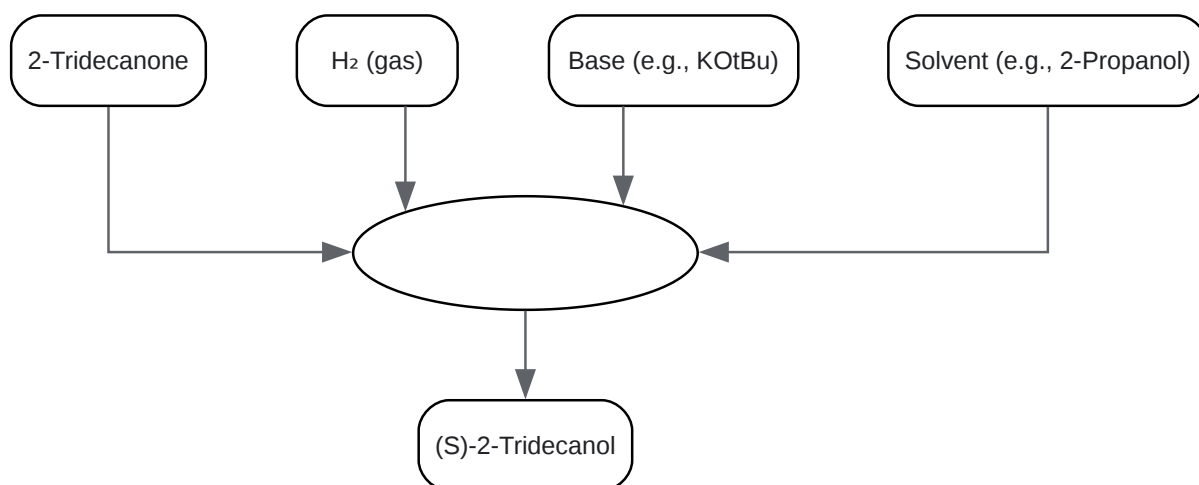 2-Tridecanone
H₂ (gas)
Base (e.g., KOtBu)
Solvent (e.g., 2-Propanol)
(S)-2-Tridecanol